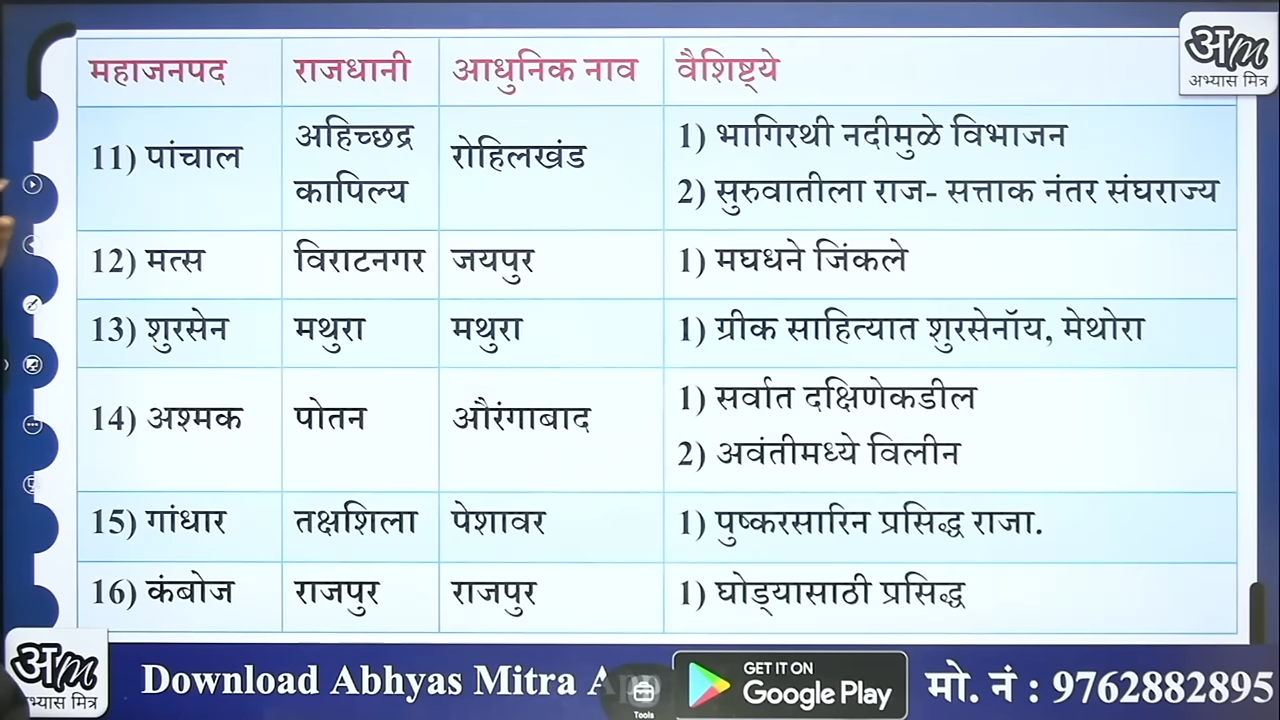 महाजनपद राजधानी आधुनिक नाव वैशिष्ट्ये
11) पांचाल अहिच्छद्र कापिल्य रोहिलखंड 1) भागिरथी नदीमुळे विभाजन
2) सुरुवातीला राज- सत्ताक नंतर संघराज्य
12) मत्स विराटनगर जयपुर 1) मघधने जिंकले
13) शुरसेन मथुरा मथुरा 1) ग्रीक साहित्यात शुरसेनॉय, मेथोरा
14) अश्मक पोतन औरंगाबाद 1) सर्वात दक्षिणेकडील
2) अवंतीमध्ये विलीन
15) गांधार तक्षशिला पेशावर 1) पुष्करसारिन प्रसिद्ध राजा.
16) कंबोज राजपुर राजपुर 1) घोड्यासाठी प्रसिद्ध
अm
अभ्यास मित्र
अm
भ्यास मित्र
Download Abhyas Mitra App
Tools
GET IT ON
Google Play
मो. नं : 9762882895